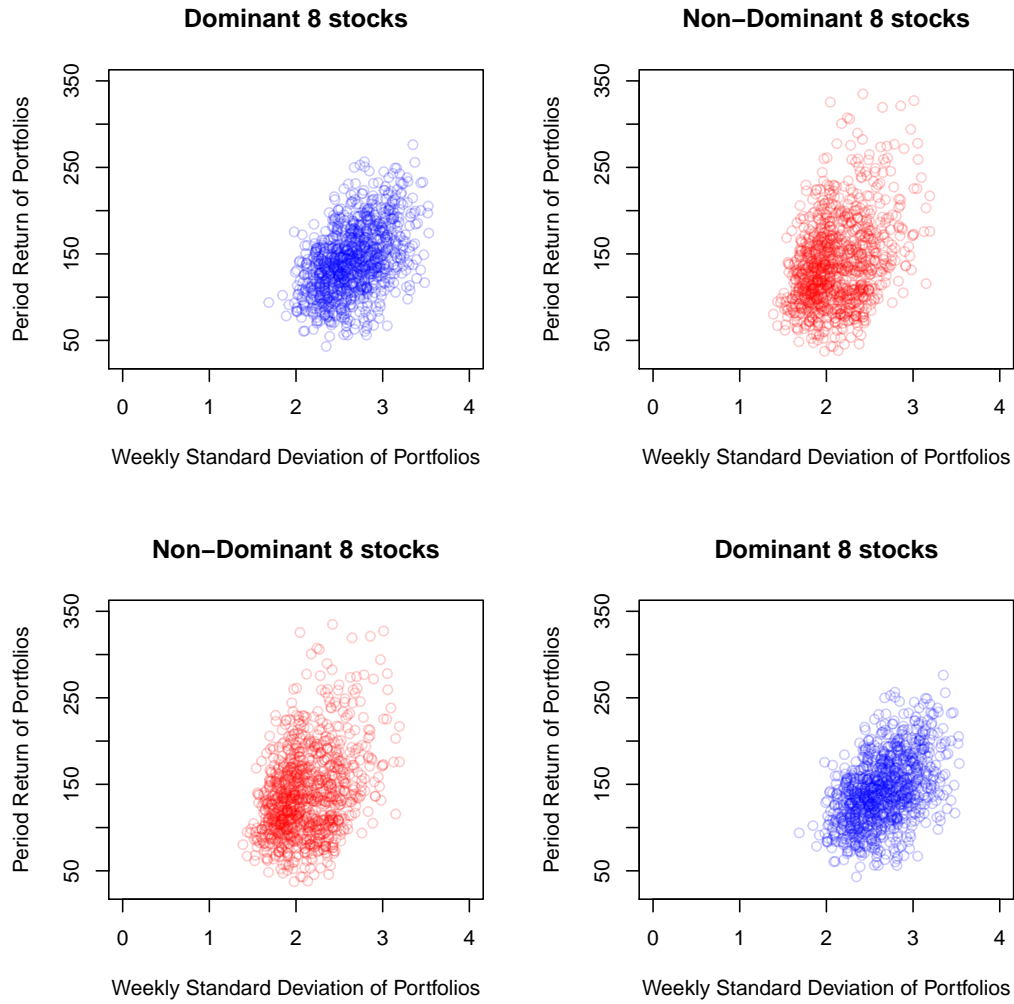 Dominant 8 stocks
Period Return of Portfolios
350
250
150
50
0 1 2 3 4
Weekly Standard Deviation of Portfolios
Non−Dominant 8 stocks
Period Return of Portfolios
350
250
150
50
0 1 2 3 4
Weekly Standard Deviation of Portfolios
Non−Dominant 8 stocks
Period Return of Portfolios
350
250
150
50
0 1 2 3 4
Weekly Standard Deviation of Portfolios
Dominant 8 stocks
Period Return of Portfolios
350
250
150
50
0 1 2 3 4
Weekly Standard Deviation of Portfolios